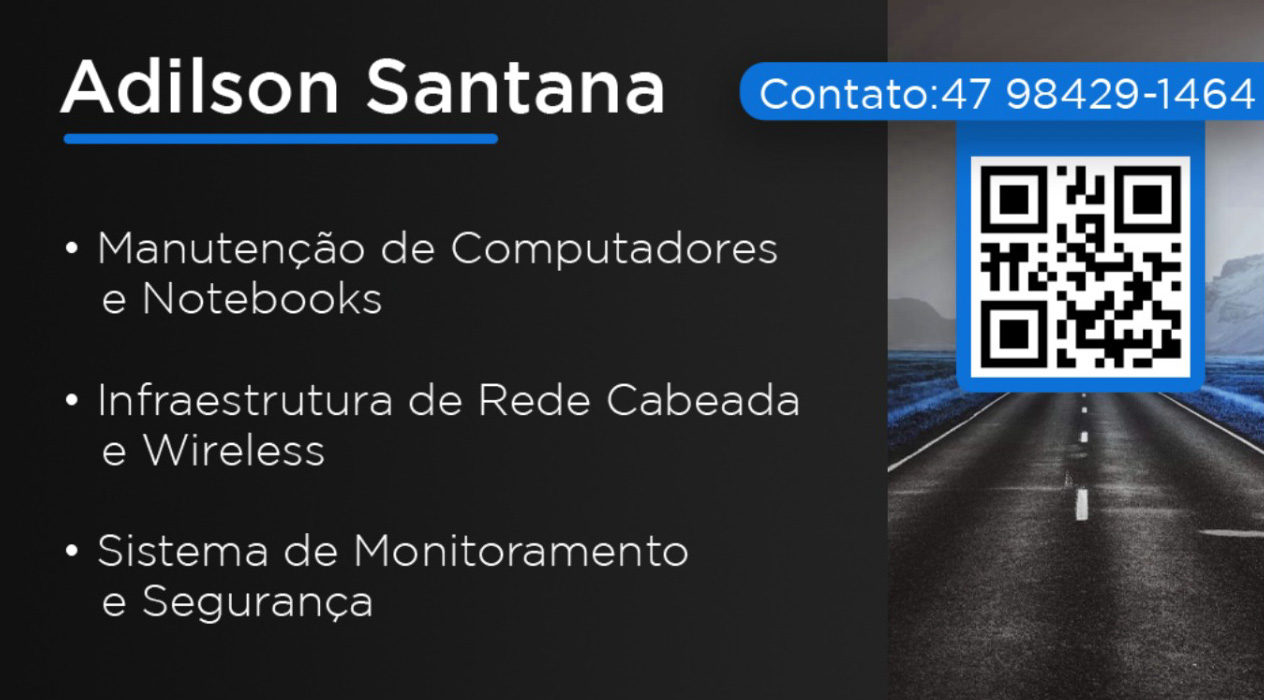 Adilson Santana
Contato:47 98429-1464
• Manutenção de Computadores
e Notebooks
• Infraestrutura de Rede Cabeada
e Wireless
• Sistema de Monitoramento
e Segurança